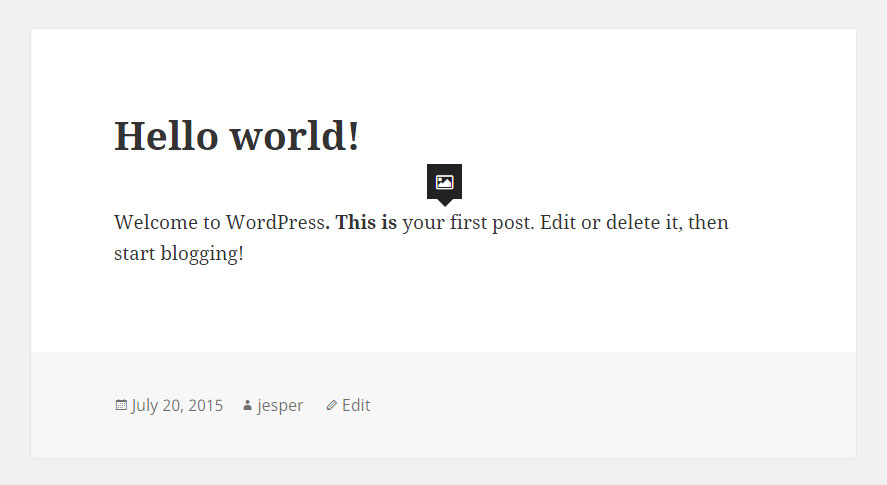 Hello world!
Welcome to WordPress. This is your first post. Edit or delete it, then
start blogging!
July 20, 2015 jesper Edit